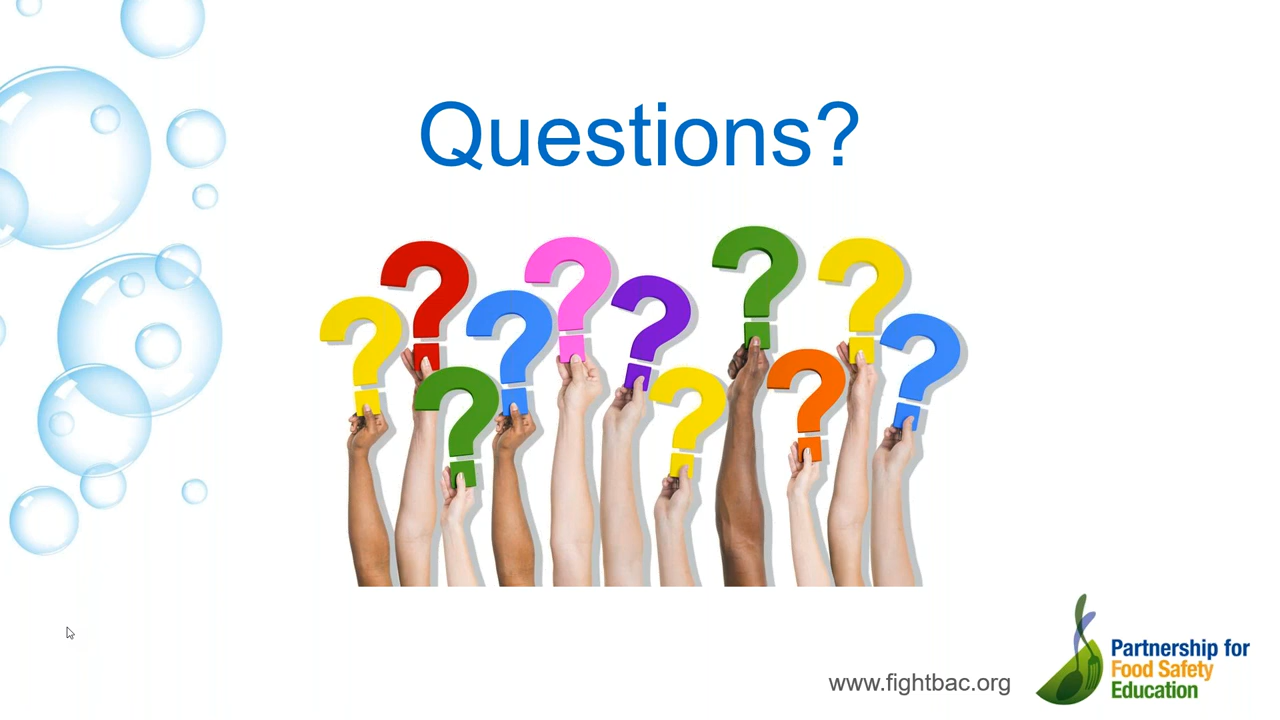 Questions?
www.fightbac.org
Partnership for
Food Safety
Education